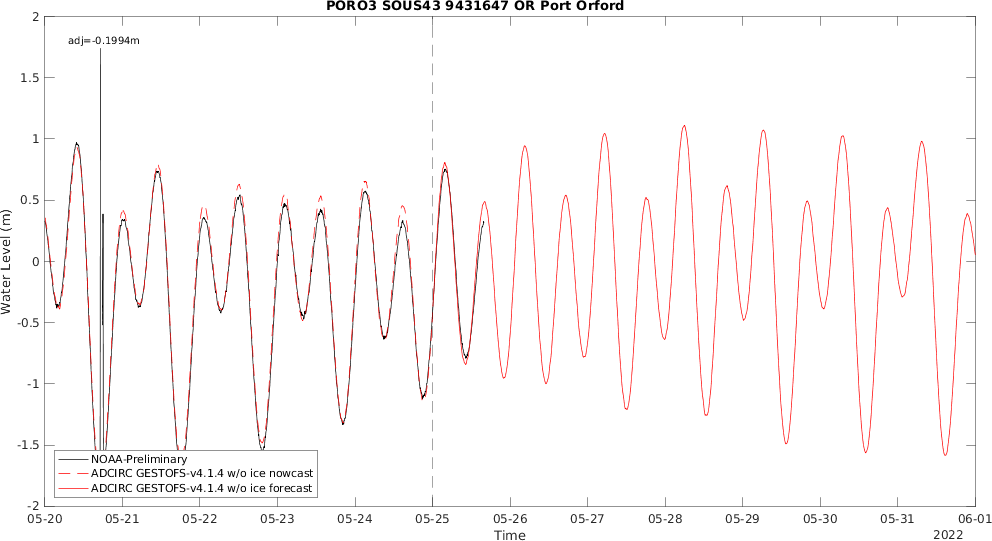 PORO3 SOUS43 9431647 OR Port Orford
adj=-0.1994m
Water Level (m)
2
1.5
1
0.5
0
-0.5
-1
-1.5
-2
NOAA-Preliminary
ADCIRC GESTOFS-v4.1.4 w/o ice nowcast
ADCIRC GESTOFS-v4.1.4 w/o ice forecast
05-20 05-21 05-22 05-23 05-24 05-25 05-26 05-27 05-28 05-29 05-30 05-31 06-01
Time
2022